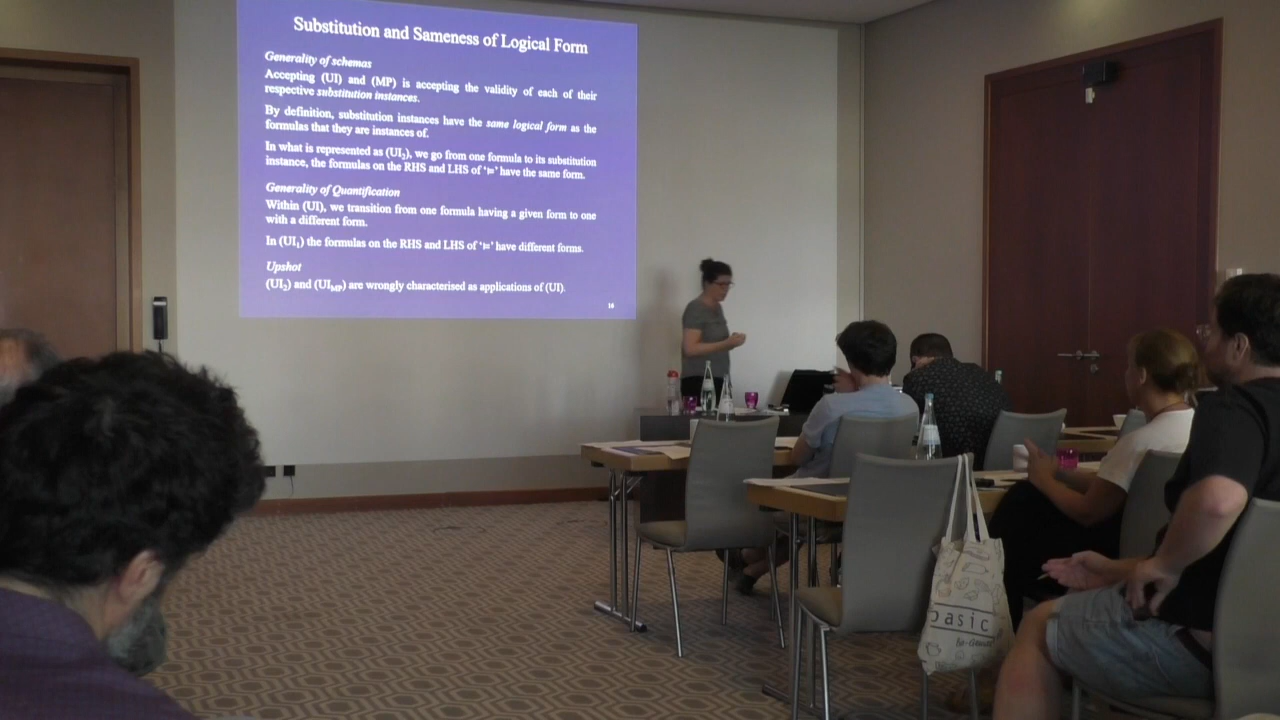 Substitution and Sameness of Logical Form
Generality of schemas
Accepting (UI) and (MP) is accepting the validity of each of their
respective substitution instances.
By definition, substitution instances have the same logical form as the
formulas that they are instances of.
In what is represented as (UI₂), we go from one formula to its substitution
instance, the formulas on the RHS and LHS of ‘⊨’ have the same form.
Generality of Quantification
Within (UI), we transition from one formula having a given form to one
with a different form.
In (UI₁) the formulas on the RHS and LHS of ‘⊨’ have different forms.
Upshot
(UI₂) and (UI_MP) are wrongly characterised as applications of (UI).
16
basic